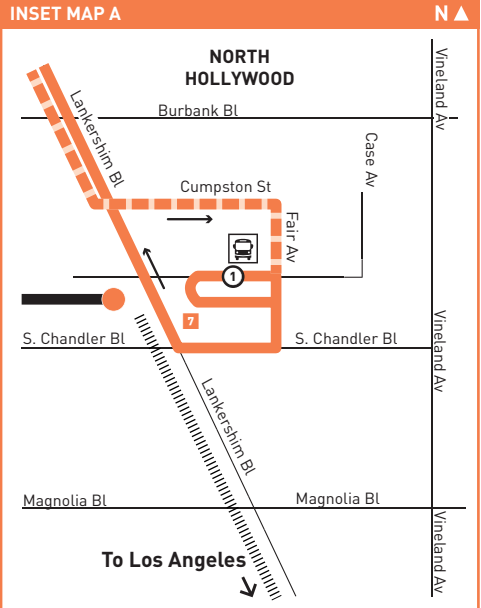 INSET MAP A
N
NORTH
HOLLYWOOD
Vineland Av
Burbank Bl
Lankershim Bl
Case Av
Cumpston St
Fair Av
1
7
S. Chandler Bl
S. Chandler Bl
Vineland Av
Lankershim Bl
Magnolia Bl
Magnolia Bl
Vineland Av
To Los Angeles